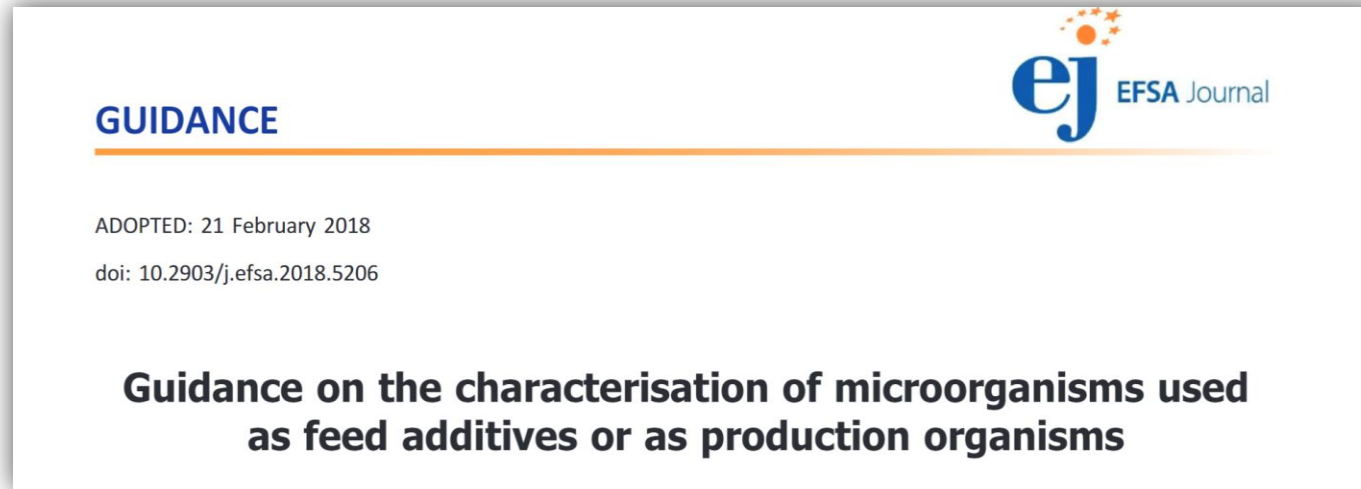 ej EFSA Journal
GUIDANCE
ADOPTED: 21 February 2018
doi: 10.2903/j.efsa.2018.5206
Guidance on the characterisation of microorganisms used
as feed additives or as production organisms